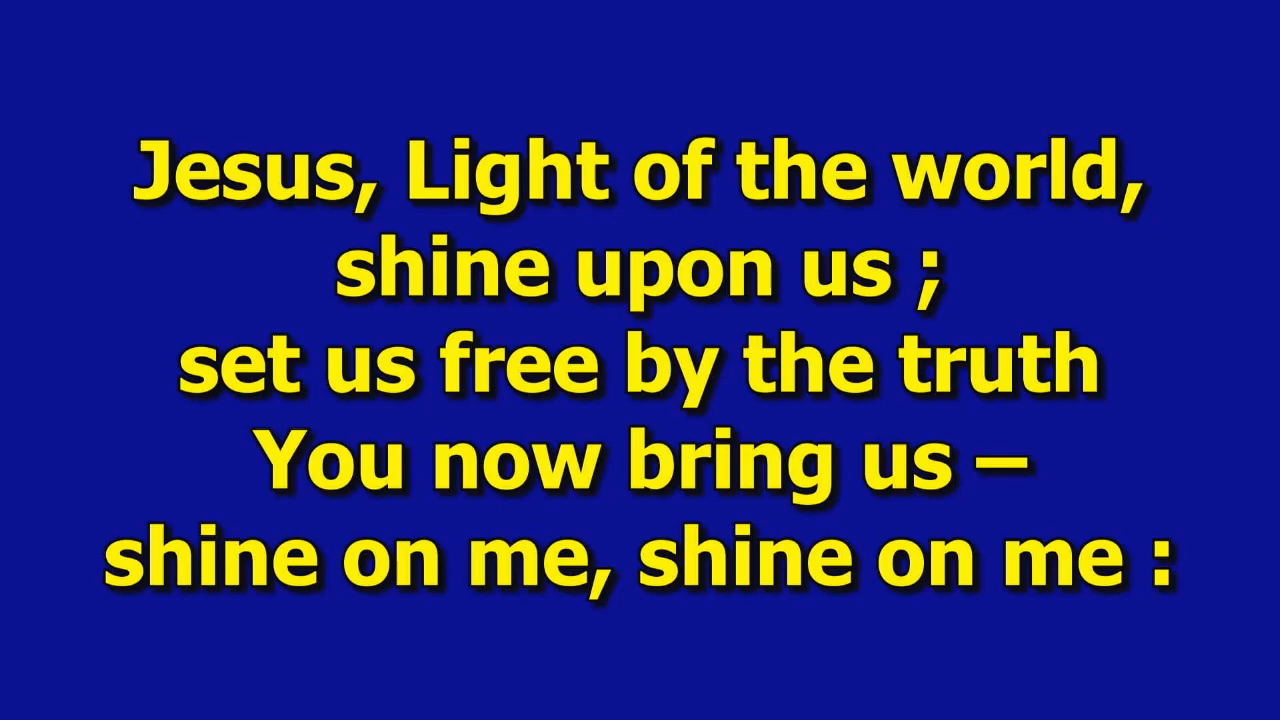 Jesus, Light of the world,
shine upon us ;
set us free by the truth
You now bring us –
shine on me, shine on me :